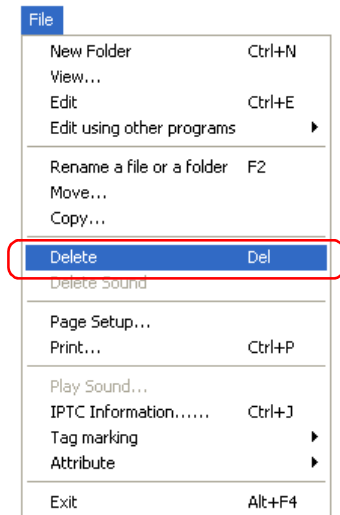 File
New Folder Ctrl+N
View...
Edit Ctrl+E
Edit using other programs
Rename a file or a folder F2
Move...
Copy...
Delete Del
Delete Sound
Page Setup...
Print... Ctrl+P
Play Sound...
IPTC Information...... Ctrl+J
Tag marking
Attribute
Exit Alt+F4